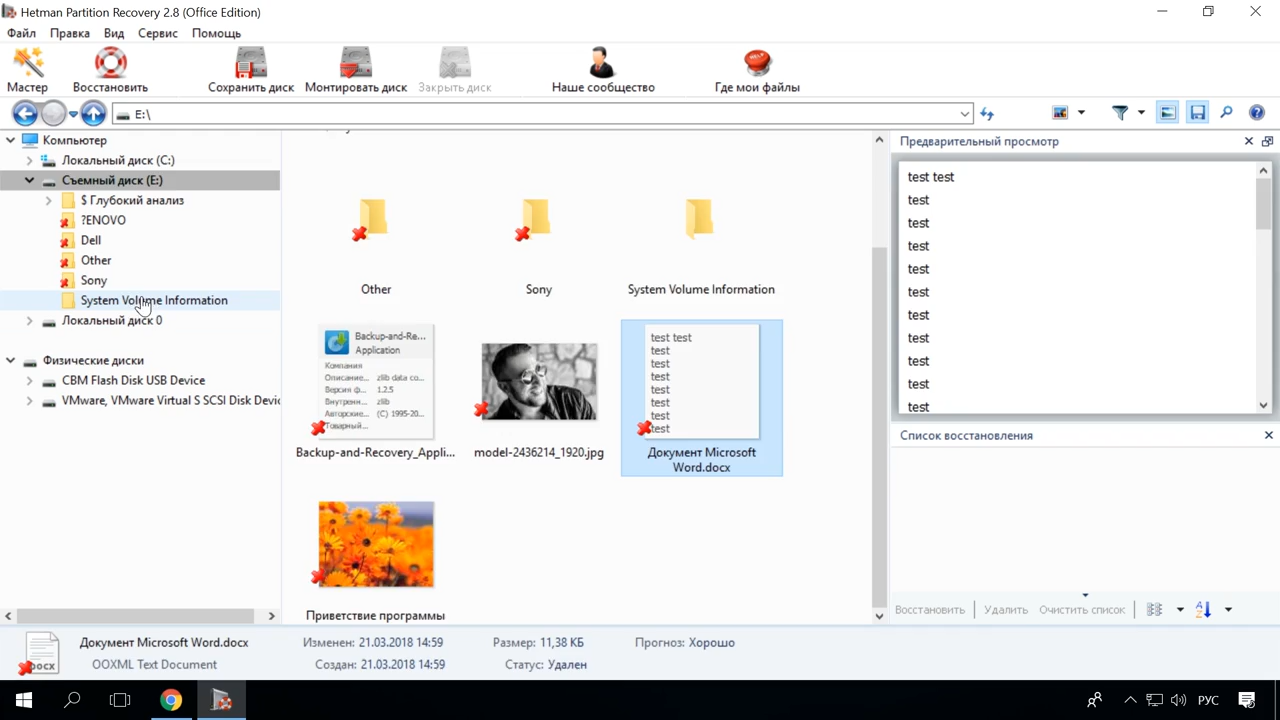 Hetman Partition Recovery 2.8 (Office Edition)
Файл Правка Вид Сервис Помощь
Мастер Восстановить Сохранить диск Монтировать диск Закрыть диск Наше сообщество Где мои файлы
E:\
Компьютер
Локальный диск (C:)
Съемный диск (E:)
$ Глубокий анализ
?ENOVO
Dell
Other
Sony
System Volume Information
Локальный диск 0
Физические диски
CBM Flash Disk USB Device
VMware, VMware Virtual S SCSI Disk Devic
Other Sony System Volume Information
Backup-and-Re...
Application
Компания
Описание... zlib data co...
Версия ф... 1.2.5
Внутренн... zlib
Авторские... (C) 1995-20...
Товарный...
Backup-and-Recovery_Appli...
model-2436214_1920.jpg
test test
test
test
test
test
test
test
test
Документ Microsoft
Word.docx
Приветствие программы
Предварительный просмотр
test test
test
test
test
test
test
test
test
test
test
test
Список восстановления
Восстановить Удалить Очистить список
Документ Microsoft Word.docx Изменен: 21.03.2018 14:59 Размер: 11,38 КБ Прогноз: Хорошо
OOXML Text Document Создан: 21.03.2018 14:59 Статус: Удален
РУС